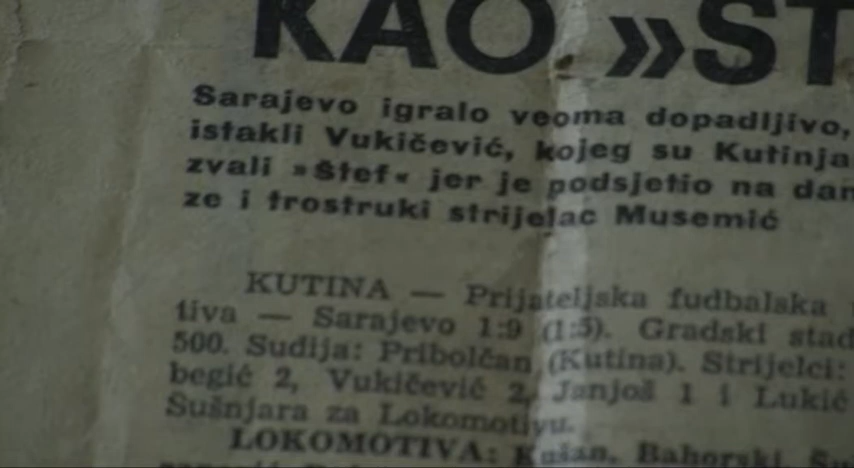 KAO »ŠT
Sarajevo igralo veoma dopadljivo,
istakli Vukičević, kojeg su Kutinja
zvali »Štef« jer je podsjetio na dan
ze i trostruki strijelac Musemić
KUTINA — Prijateljska fudbalska
tiva — Sarajevo 1:9 (1:5). Gradski stad
500. Sudija: Pribolčan (Kutina). Strijelci:
begić 2, Vukičević 2, Janjoš 1 i Lukić
Sušnjara za Lokomotivu.
LOKOMOTIVA: Kušan, Bahorski, Šu